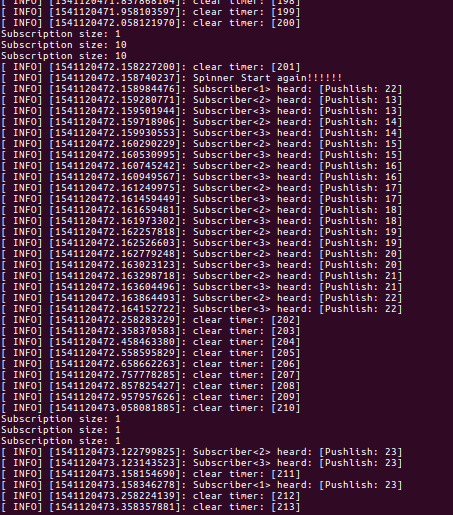 [ INFO] [1541120471.857868104]: clear timer: [198]
[ INFO] [1541120471.958103597]: clear timer: [199]
[ INFO] [1541120472.058121970]: clear timer: [200]
Subscription size: 1
Subscription size: 10
Subscription size: 10
[ INFO] [1541120472.158227200]: clear timer: [201]
[ INFO] [1541120472.158740237]: Spinner Start again!!!!!!
[ INFO] [1541120472.158984476]: Subscriber<1> heard: [Pushlish: 22]
[ INFO] [1541120472.159280771]: Subscriber<2> heard: [Pushlish: 13]
[ INFO] [1541120472.159501944]: Subscriber<3> heard: [Pushlish: 13]
[ INFO] [1541120472.159718906]: Subscriber<2> heard: [Pushlish: 14]
[ INFO] [1541120472.159930553]: Subscriber<3> heard: [Pushlish: 14]
[ INFO] [1541120472.160290229]: Subscriber<2> heard: [Pushlish: 15]
[ INFO] [1541120472.160530995]: Subscriber<3> heard: [Pushlish: 15]
[ INFO] [1541120472.160745242]: Subscriber<2> heard: [Pushlish: 16]
[ INFO] [1541120472.160949567]: Subscriber<3> heard: [Pushlish: 16]
[ INFO] [1541120472.161249975]: Subscriber<2> heard: [Pushlish: 17]
[ INFO] [1541120472.161459449]: Subscriber<3> heard: [Pushlish: 17]
[ INFO] [1541120472.161659481]: Subscriber<2> heard: [Pushlish: 18]
[ INFO] [1541120472.161973302]: Subscriber<3> heard: [Pushlish: 18]
[ INFO] [1541120472.162257818]: Subscriber<2> heard: [Pushlish: 19]
[ INFO] [1541120472.162526603]: Subscriber<3> heard: [Pushlish: 19]
[ INFO] [1541120472.162779248]: Subscriber<2> heard: [Pushlish: 20]
[ INFO] [1541120472.163023123]: Subscriber<3> heard: [Pushlish: 20]
[ INFO] [1541120472.163298718]: Subscriber<2> heard: [Pushlish: 21]
[ INFO] [1541120472.163604496]: Subscriber<3> heard: [Pushlish: 21]
[ INFO] [1541120472.163864493]: Subscriber<2> heard: [Pushlish: 22]
[ INFO] [1541120472.164152722]: Subscriber<3> heard: [Pushlish: 22]
[ INFO] [1541120472.258283229]: clear timer: [202]
[ INFO] [1541120472.358370583]: clear timer: [203]
[ INFO] [1541120472.458463380]: clear timer: [204]
[ INFO] [1541120472.558595829]: clear timer: [205]
[ INFO] [1541120472.658662263]: clear timer: [206]
[ INFO] [1541120472.757778285]: clear timer: [207]
[ INFO] [1541120472.857825427]: clear timer: [208]
[ INFO] [1541120472.957957626]: clear timer: [209]
[ INFO] [1541120473.058081885]: clear timer: [210]
Subscription size: 1
Subscription size: 1
Subscription size: 1
[ INFO] [1541120473.122799825]: Subscriber<2> heard: [Pushlish: 23]
[ INFO] [1541120473.123143523]: Subscriber<3> heard: [Pushlish: 23]
[ INFO] [1541120473.158154690]: clear timer: [211]
[ INFO] [1541120473.158346278]: Subscriber<1> heard: [Pushlish: 23]
[ INFO] [1541120473.258224139]: clear timer: [212]
[ INFO] [1541120473.358357881]: clear timer: [213]